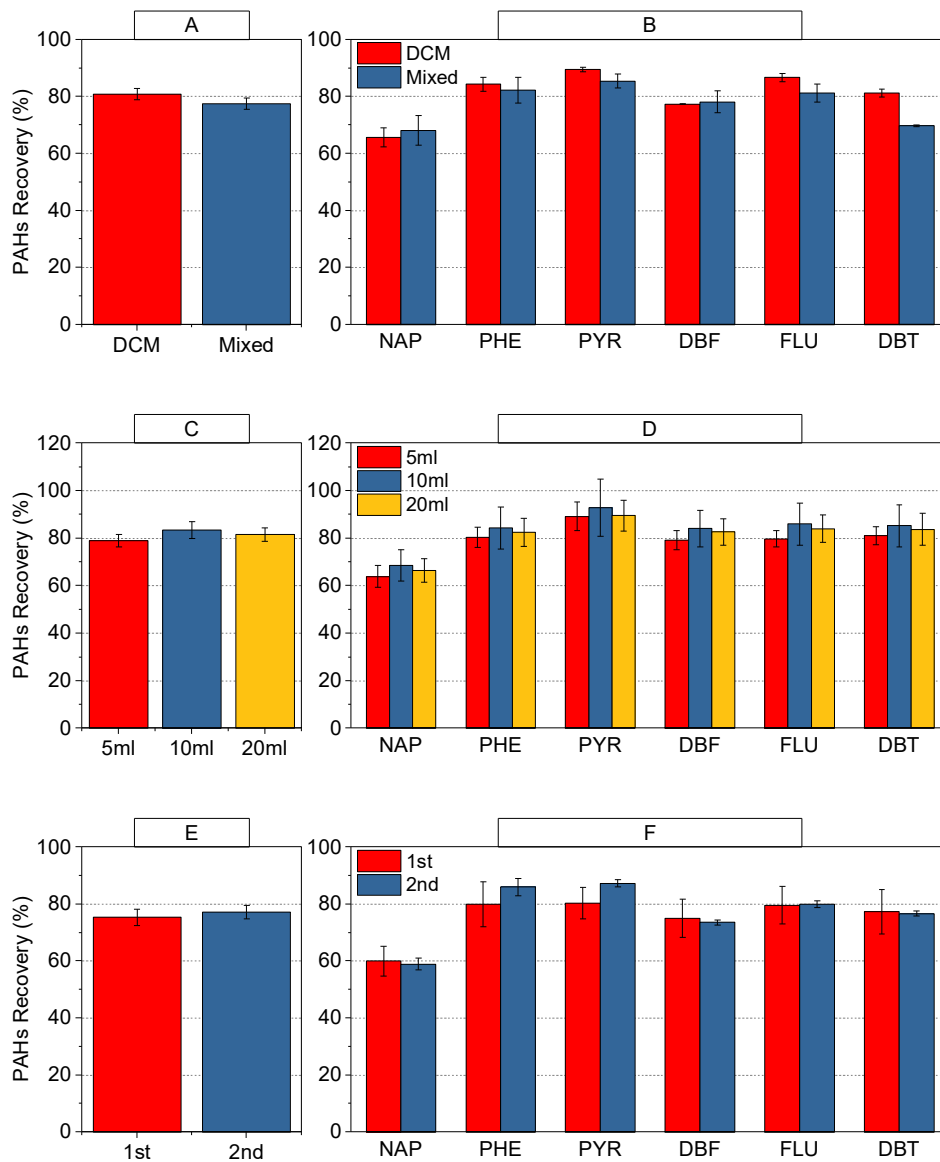 A
B
PAHs Recovery (%)
100
80
60
40
20
0
DCM
Mixed
100
80
60
40
20
0
DCM
Mixed
NAP PHE PYR DBF FLU DBT
C
D
PAHs Recovery (%)
120
100
80
60
40
20
0
5ml 10ml 20ml
120
100
80
60
40
20
0
5ml
10ml
20ml
NAP PHE PYR DBF FLU DBT
E
F
PAHs Recovery (%)
100
80
60
40
20
0
1st 2nd
100
80
60
40
20
0
1st
2nd
NAP PHE PYR DBF FLU DBT